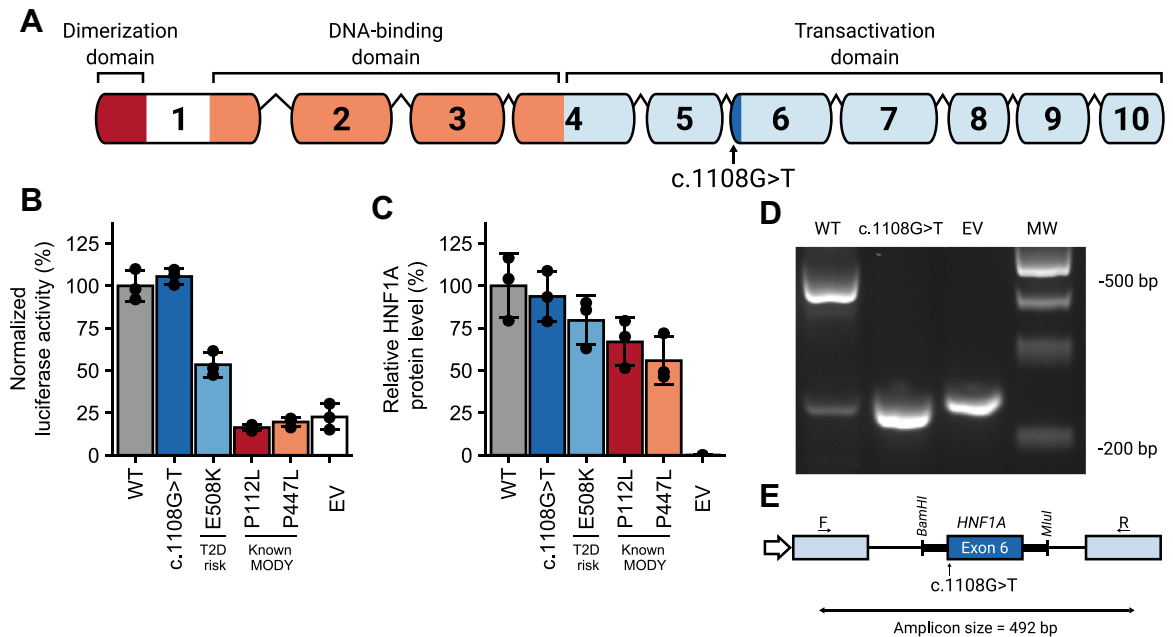 A
Dimerization
domain
DNA-binding
domain
Transactivation
domain
1 2 3 4 5 6 7 8 9 10
c.1108G>T
B
Normalized
luciferase activity (%)
125
100
75
50
25
0
WT
c.1108G>T
E508K
P112L
P447L
EV
T2D
risk
Known
MODY
C
Relative HNF1A
protein level (%)
125
100
75
50
25
0
WT
c.1108G>T
E508K
P112L
P447L
EV
T2D
risk
Known
MODY
D
WT c.1108G>T EV MW
-500 bp
-200 bp
E
F BamHI HNF1A MluI R
Exon 6
c.1108G>T
Amplicon size = 492 bp